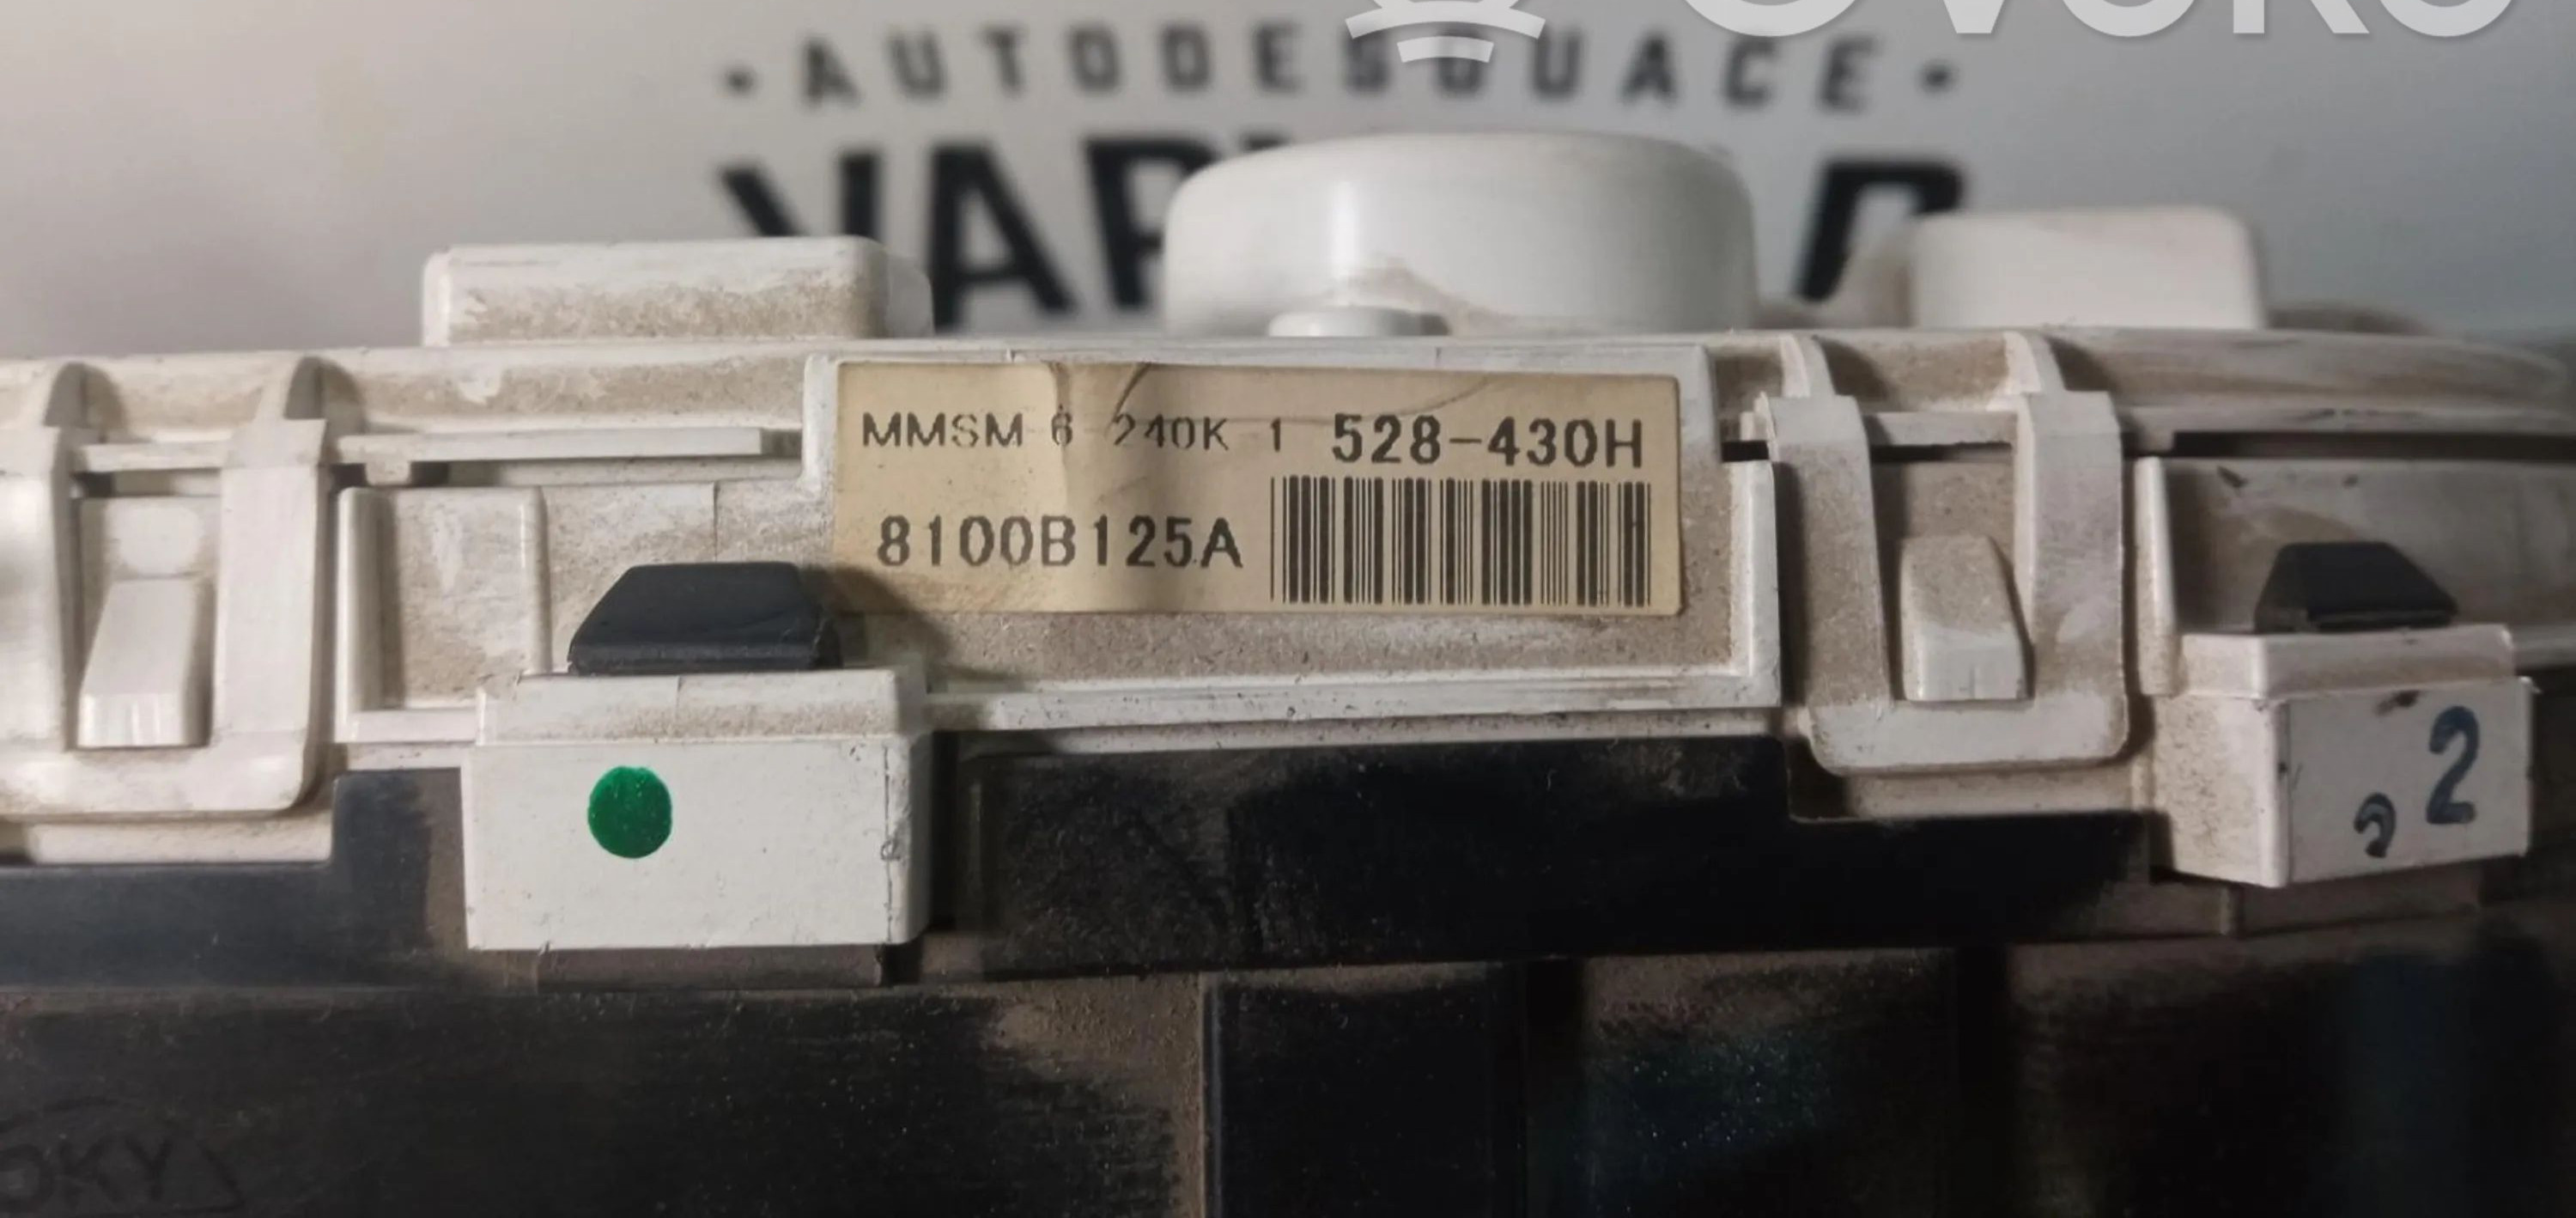 •AUTODESGUACE•
MMSM 6 240K 1 528-430H
8100B125A
2